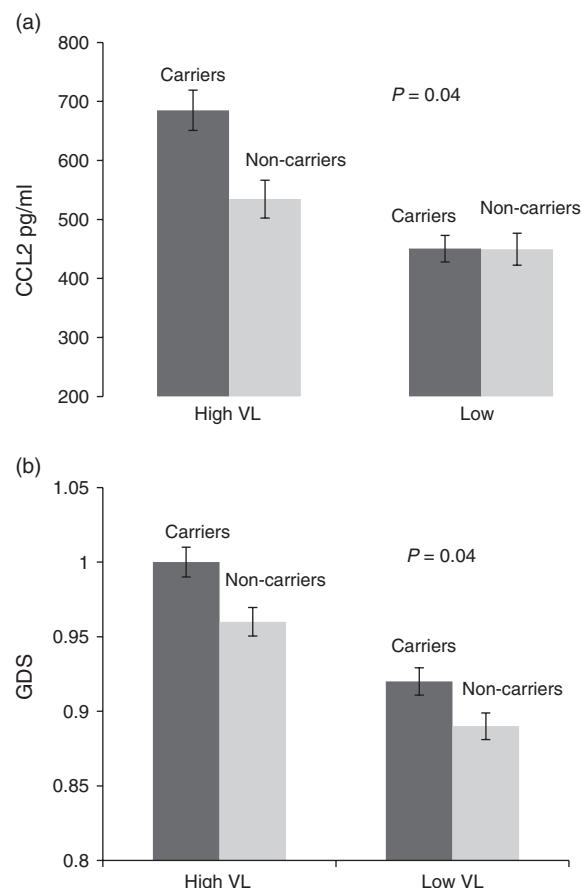 (a)
800
700
600
500
400
300
200
CCL2 pg/ml
Carriers
Non-carriers
P = 0.04
Carriers
Non-carriers
High VL
Low
(b)
1.05
1
0.95
0.9
0.85
0.8
GDS
Carriers
Non-carriers
P = 0.04
Carriers
Non-carriers
High VL
Low VL